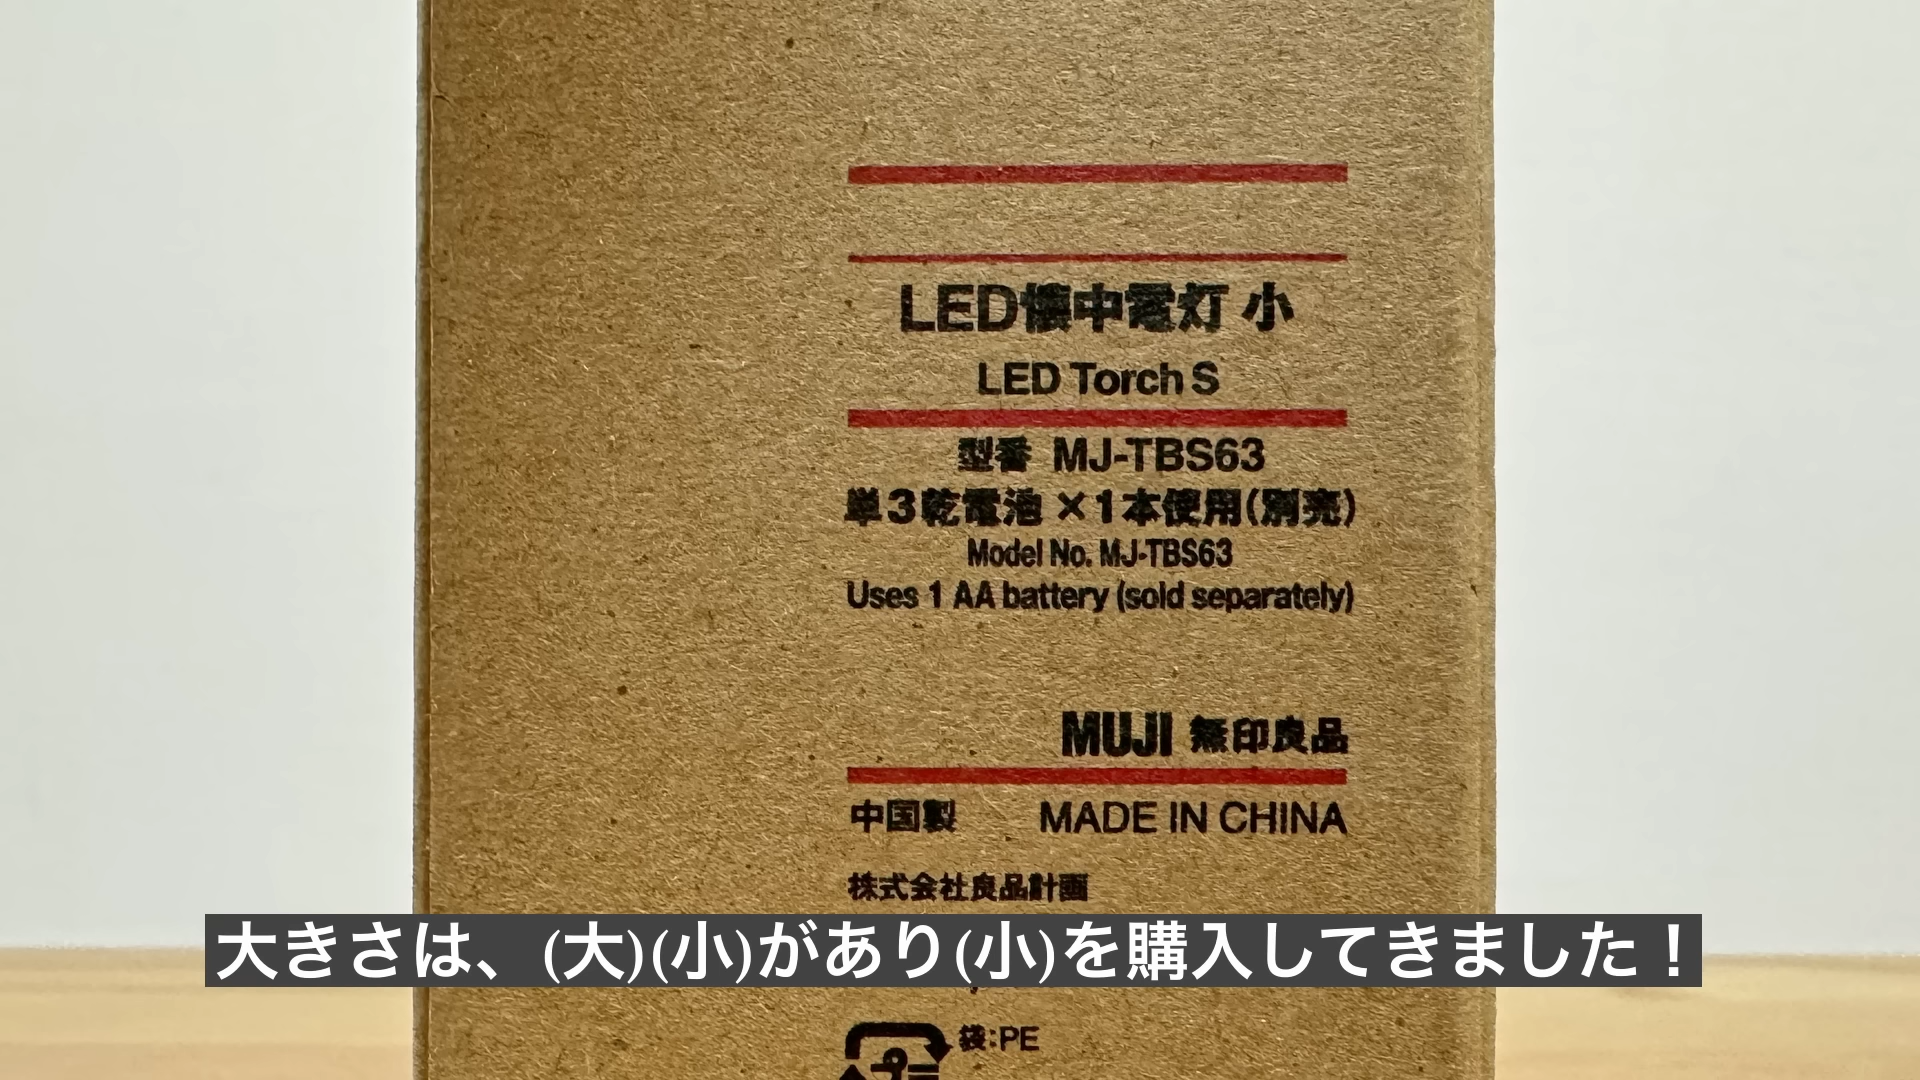 LED懐中電灯 小
LED Torch S
型番 MJ-TBS63
単3乾電池×1本使用(別売)
Model No. MJ-TBS63
Uses 1 AA battery (sold separately)
MUJI 無印良品
中国製 MADE IN CHINA
株式会社良品計画
大きさは、(大)(小)があり(小)を購入してきました！
袋:PE
プラ